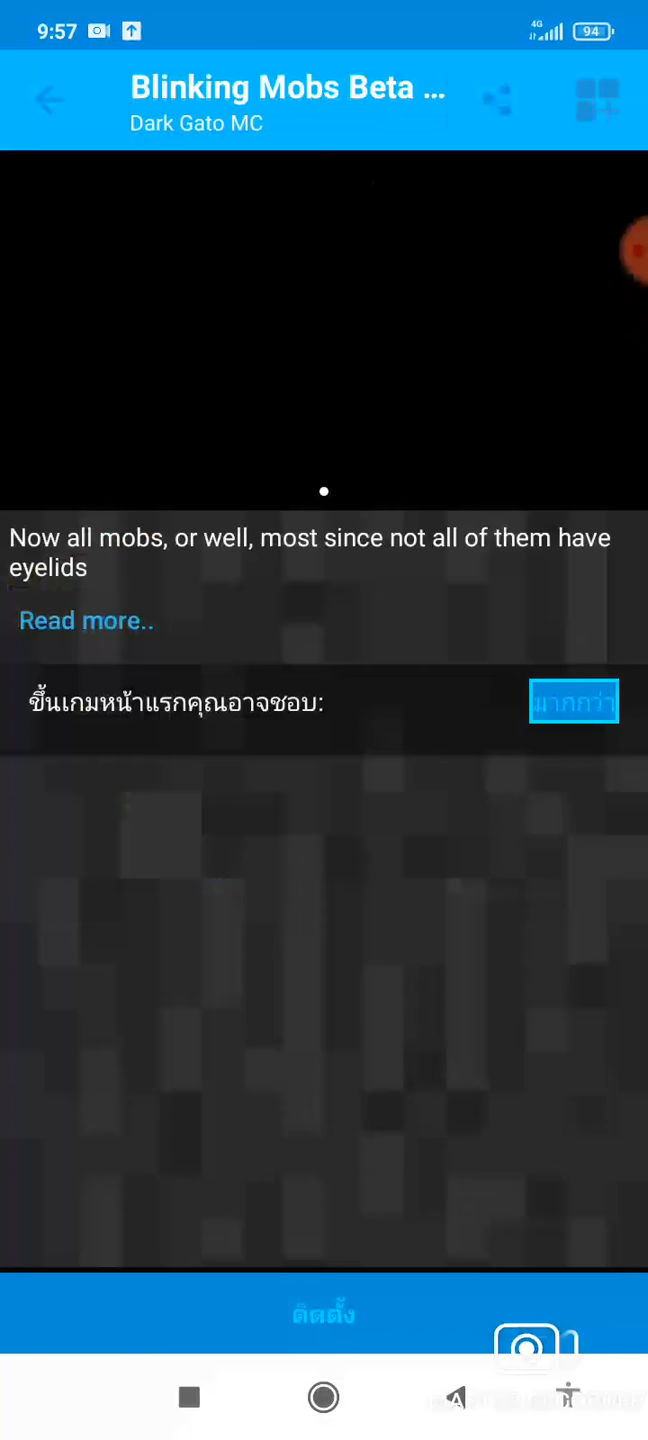 9:57
4G
94
Blinking Mobs Beta ...
Dark Gato MC
Now all mobs, or well, most since not all of them have
eyelids
Read more..
ขึ้นเกมหน้าแรกคุณอาจชอบ:
มากกว่า
ติดตั้ง